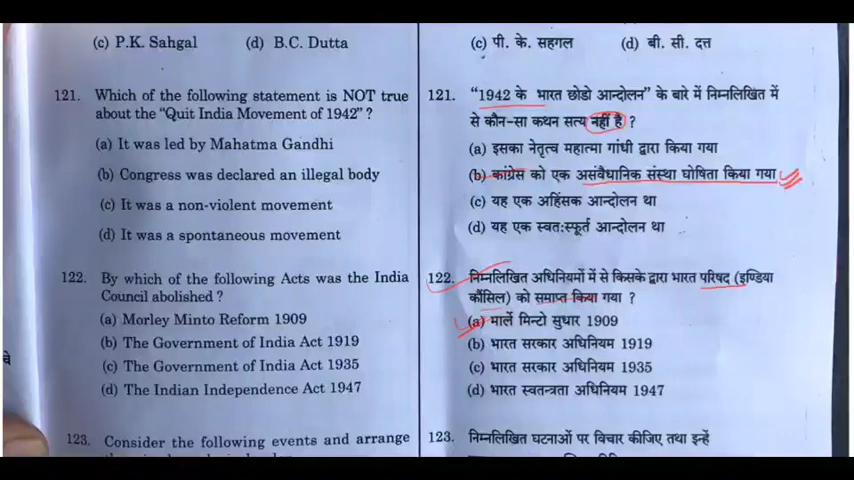 (c) P.K. Sahgal (d) B.C. Dutta
121. Which of the following statement is NOT true
about the "Quit India Movement of 1942" ?
(a) It was led by Mahatma Gandhi
(b) Congress was declared an illegal body
(c) It was a non-violent movement
(d) It was a spontaneous movement
122. By which of the following Acts was the India
Council abolished ?
(a) Morley Minto Reform 1909
(b) The Government of India Act 1919
(c) The Government of India Act 1935
(d) The Indian Independence Act 1947
123. Consider the following events and arrange
(c) पी. के. सहगल (d) बी. सी. दत्त
121. "1942 के भारत छोडो आन्दोलन" के बारे में निम्नलिखित में
से कौन-सा कथन सत्य नहीं है ?
(a) इसका नेतृत्व महात्मा गांधी द्वारा किया गया
(b) कांग्रेस को एक असंवैधानिक संस्था घोषिता किया गया
(c) यह एक अहिंसक आन्दोलन था
(d) यह एक स्वतःस्फूर्त आन्दोलन था
122. निम्नलिखित अधिनियमों में से किसके द्वारा भारत परिषद (इण्डिया
कौंसिल) को समाप्त किया गया ?
(a) मार्ले मिन्टो सुधार 1909
(b) भारत सरकार अधिनियम 1919
(c) भारत सरकार अधिनियम 1935
(d) भारत स्वतन्त्रता अधिनियम 1947
123. निम्नलिखित घटनाओं पर विचार कीजिए तथा इन्हें